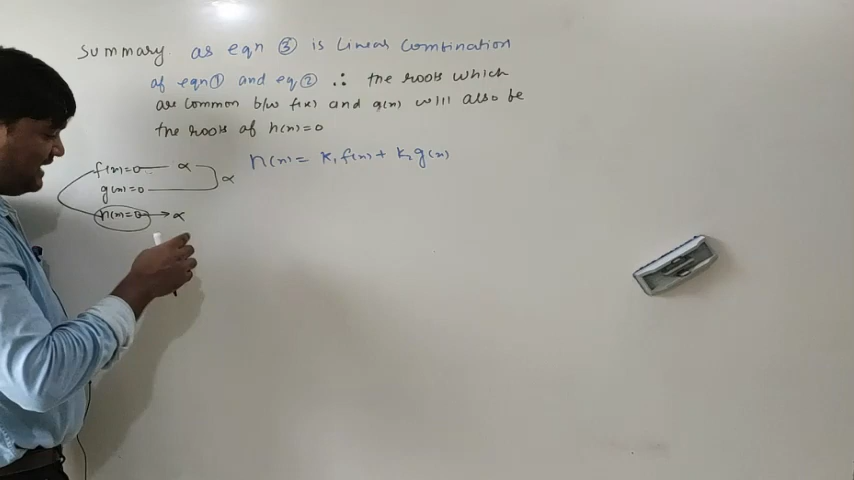 Summary. as eqn ③ is Linear Combination
of eqn① and eq② ∴ the roots which
are common b/w f(x) and g(x) will also be
the roots of h(x)=0
f(x)=0 α
g(x)=0 α
h(x)=0 → α
h(x) = K₁f(x) + K₂g(x)